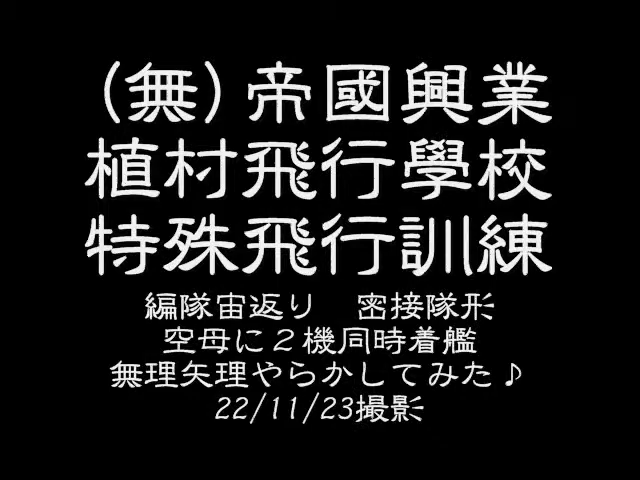 (無)帝國興業
植村飛行學校
特殊飛行訓練
編隊宙返り　密接隊形
空母に２機同時着艦
無理矢理やらかしてみた♪
22/11/23撮影